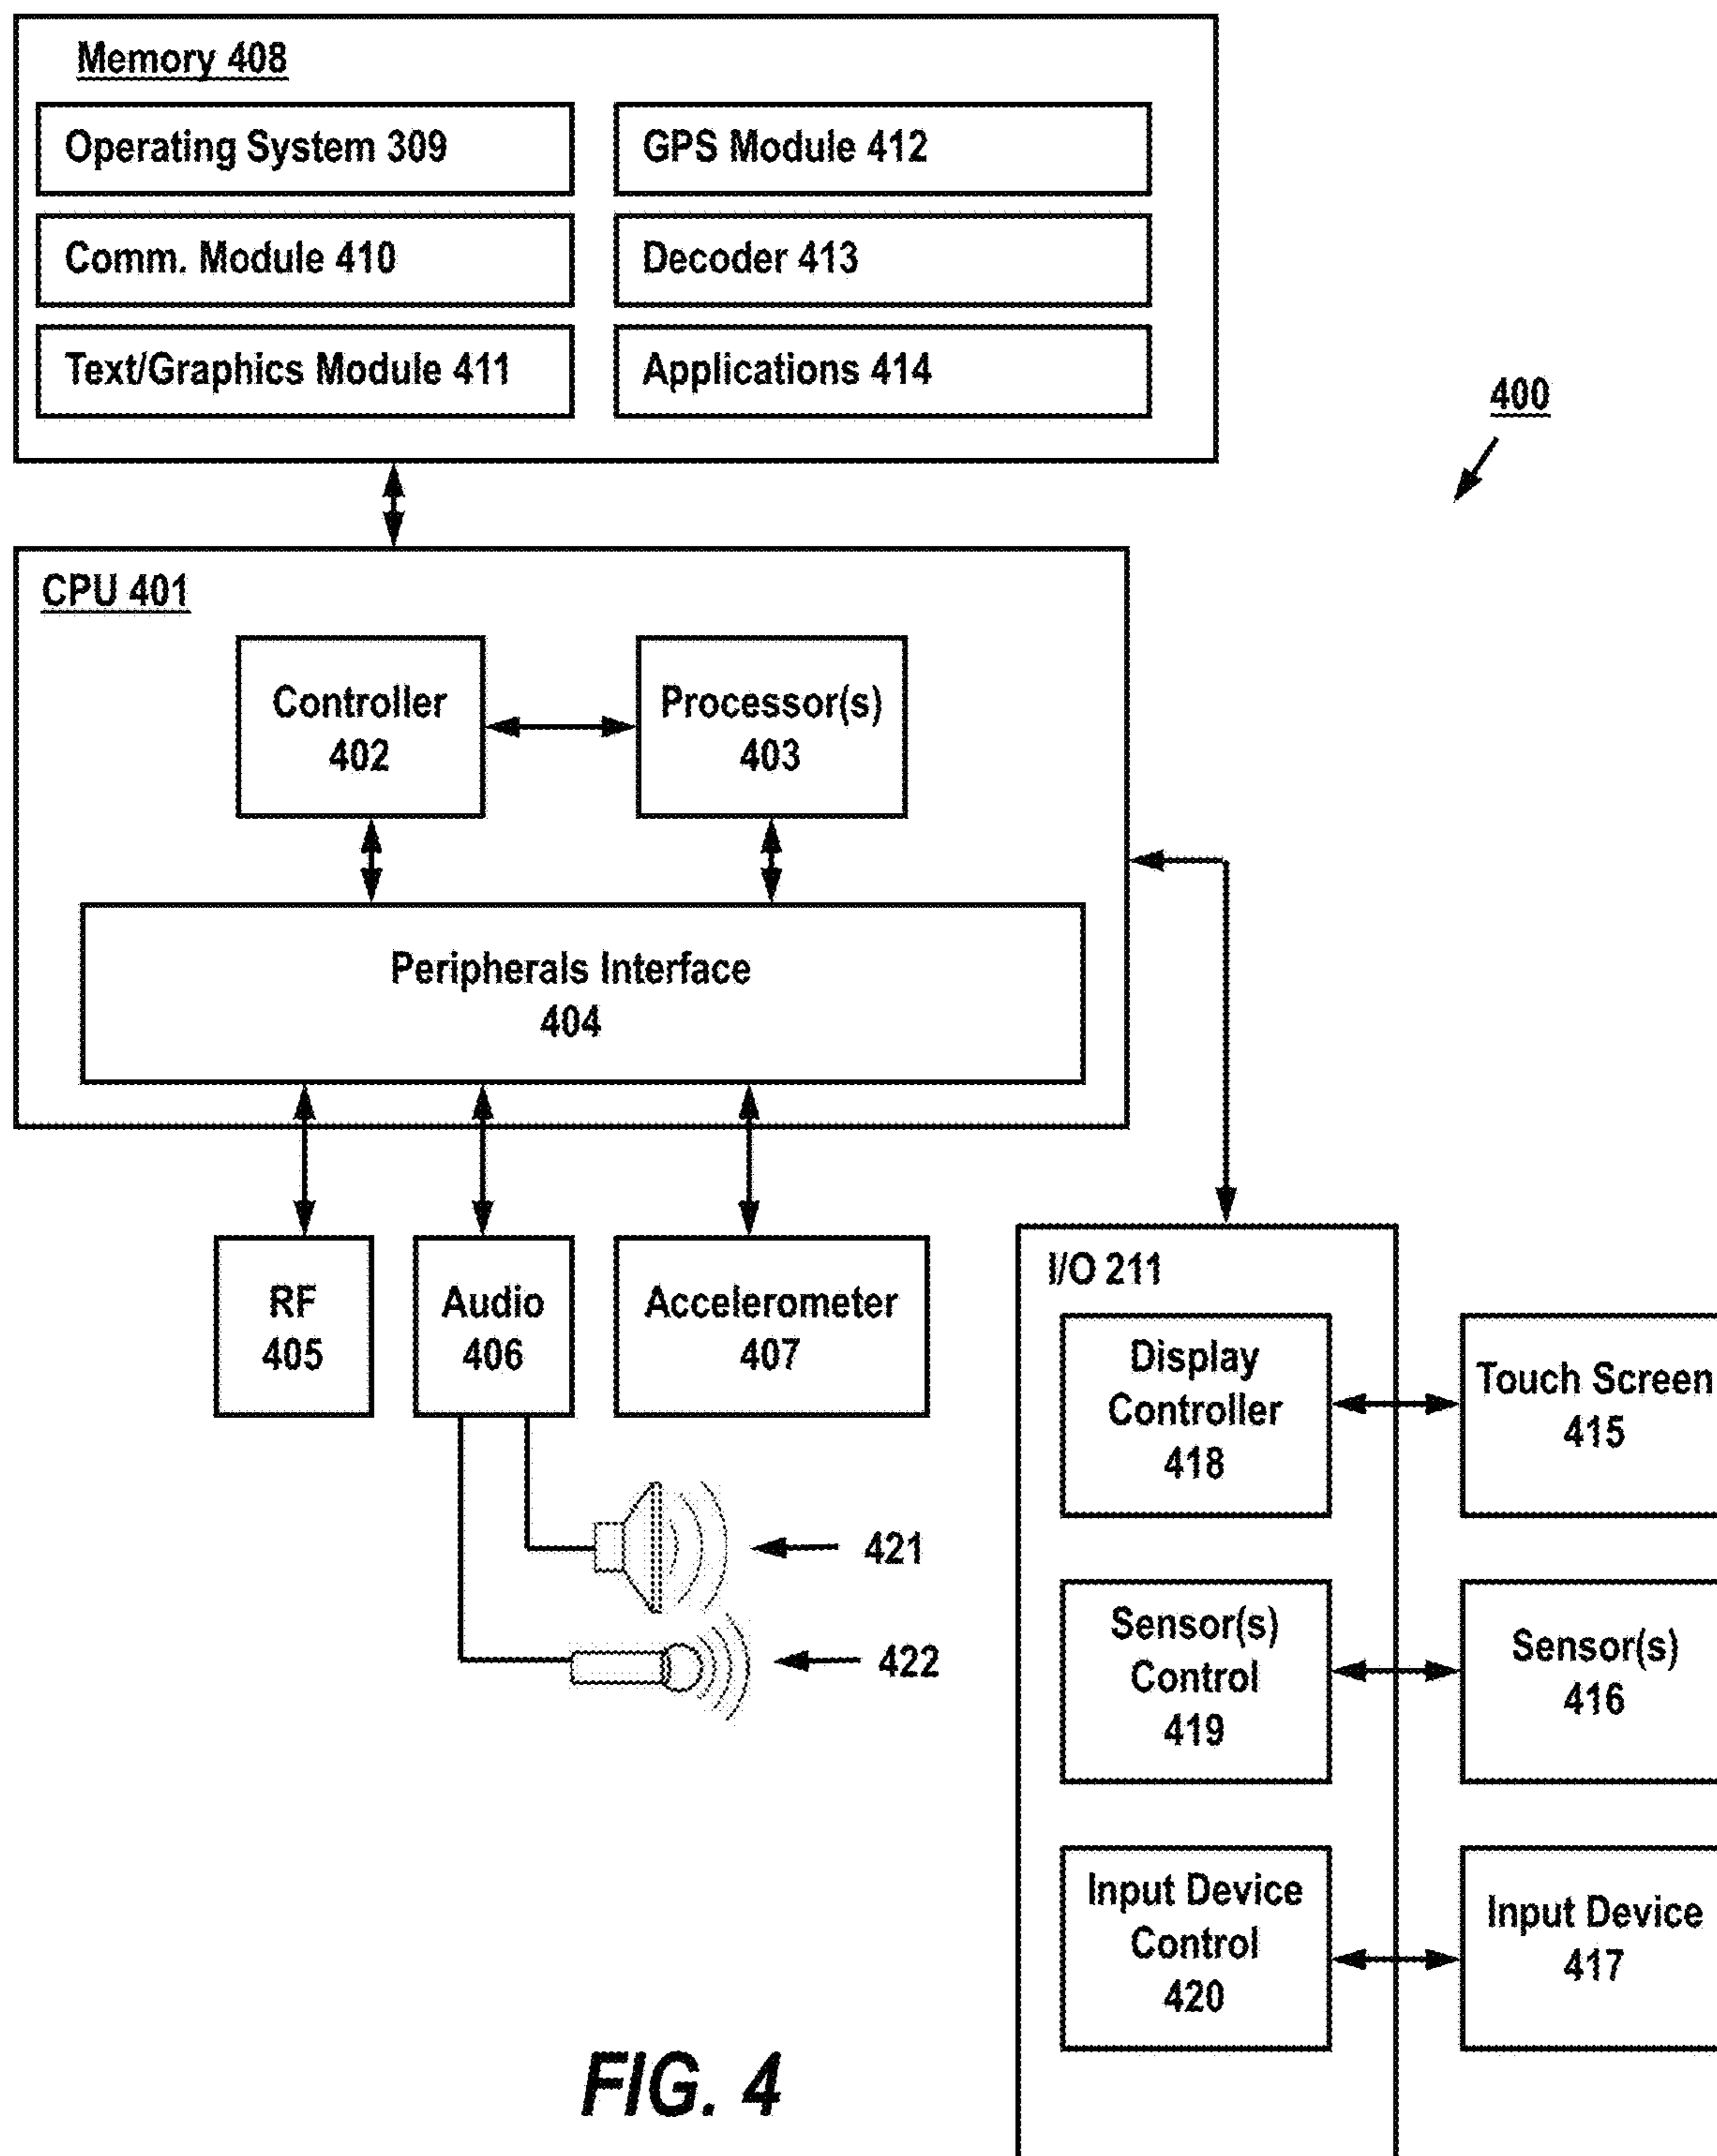 Memory 408
Operating System 309
GPS Module 412
Comm. Module 410
Decoder 413
Text/Graphics Module 411
Applications 414
400
CPU 401
Controller
402
Processor(s)
403
Peripherals Interface
404
RF
405
Audio
406
Accelerometer
407
I/O 211
Display
Controller
418
Touch Screen
415
421
422
Sensor(s)
Control
419
Sensor(s)
416
Input Device
Control
420
Input Device
417
FIG. 4